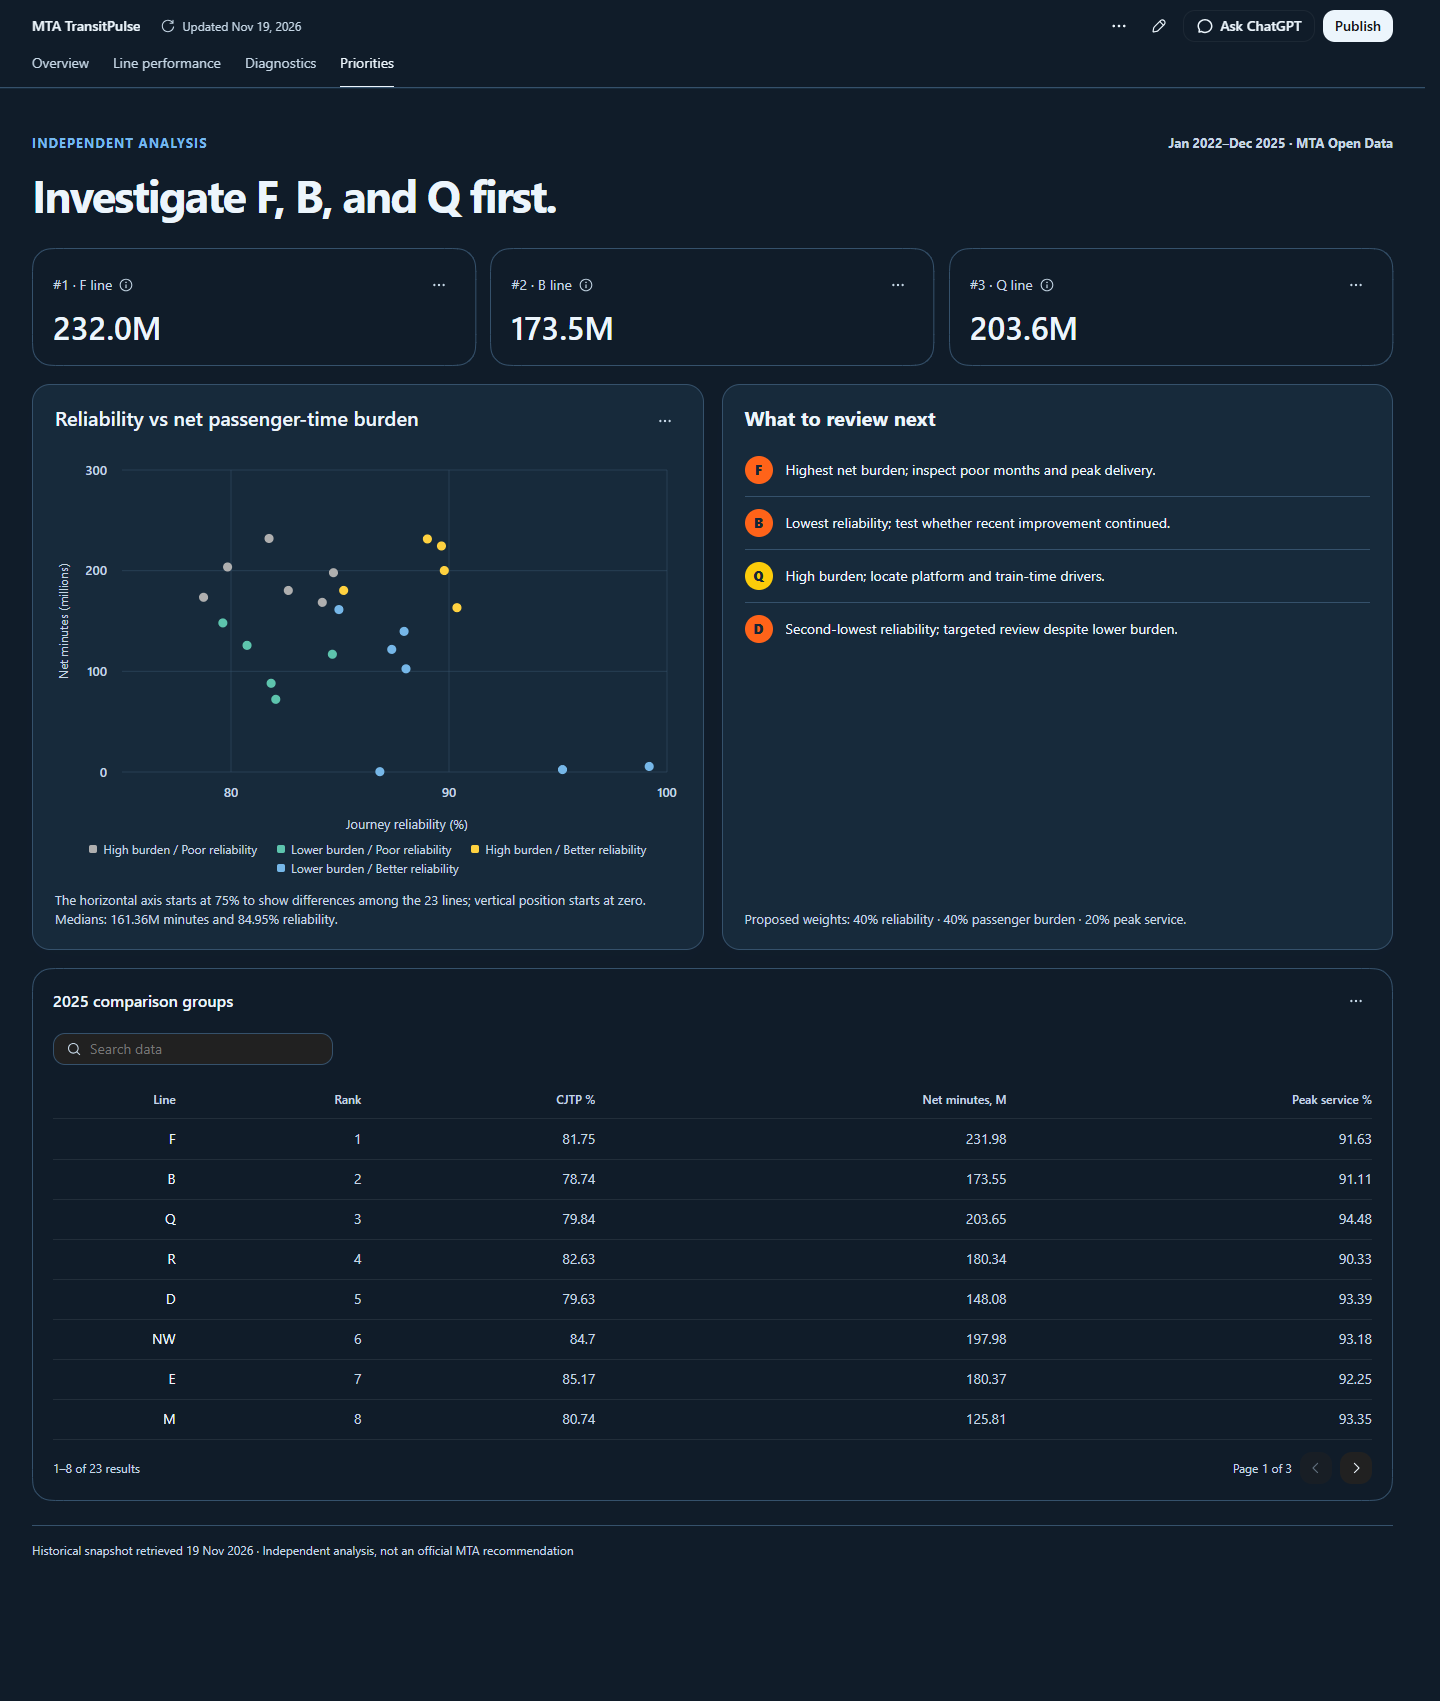 MTA TransitPulse
Updated Nov 19, 2026
Ask ChatGPT
Publish
Overview
Line performance
Diagnostics
Priorities
INDEPENDENT ANALYSIS
Jan 2022–Dec 2025 · MTA Open Data
Investigate F, B, and Q first.
#1 · F line
232.0M
#2 · B line
173.5M
#3 · Q line
203.6M
Reliability vs net passenger-time burden
300
200
100
0
Net minutes (millions)
80
90
100
Journey reliability (%)
High burden / Poor reliability
Lower burden / Poor reliability
High burden / Better reliability
Lower burden / Better reliability
The horizontal axis starts at 75% to show differences among the 23 lines; vertical position starts at zero.
Medians: 161.36M minutes and 84.95% reliability.
What to review next
F Highest net burden; inspect poor months and peak delivery.
B Lowest reliability; test whether recent improvement continued.
Q High burden; locate platform and train-time drivers.
D Second-lowest reliability; targeted review despite lower burden.
Proposed weights: 40% reliability · 40% passenger burden · 20% peak service.
2025 comparison groups
Search data
Line Rank CJTP % Net minutes, M Peak service %
F 1 81.75 231.98 91.63
B 2 78.74 173.55 91.11
Q 3 79.84 203.65 94.48
R 4 82.63 180.34 90.33
D 5 79.63 148.08 93.39
NW 6 84.7 197.98 93.18
E 7 85.17 180.37 92.25
M 8 80.74 125.81 93.35
1–8 of 23 results
Page 1 of 3
Historical snapshot retrieved 19 Nov 2026 · Independent analysis, not an official MTA recommendation